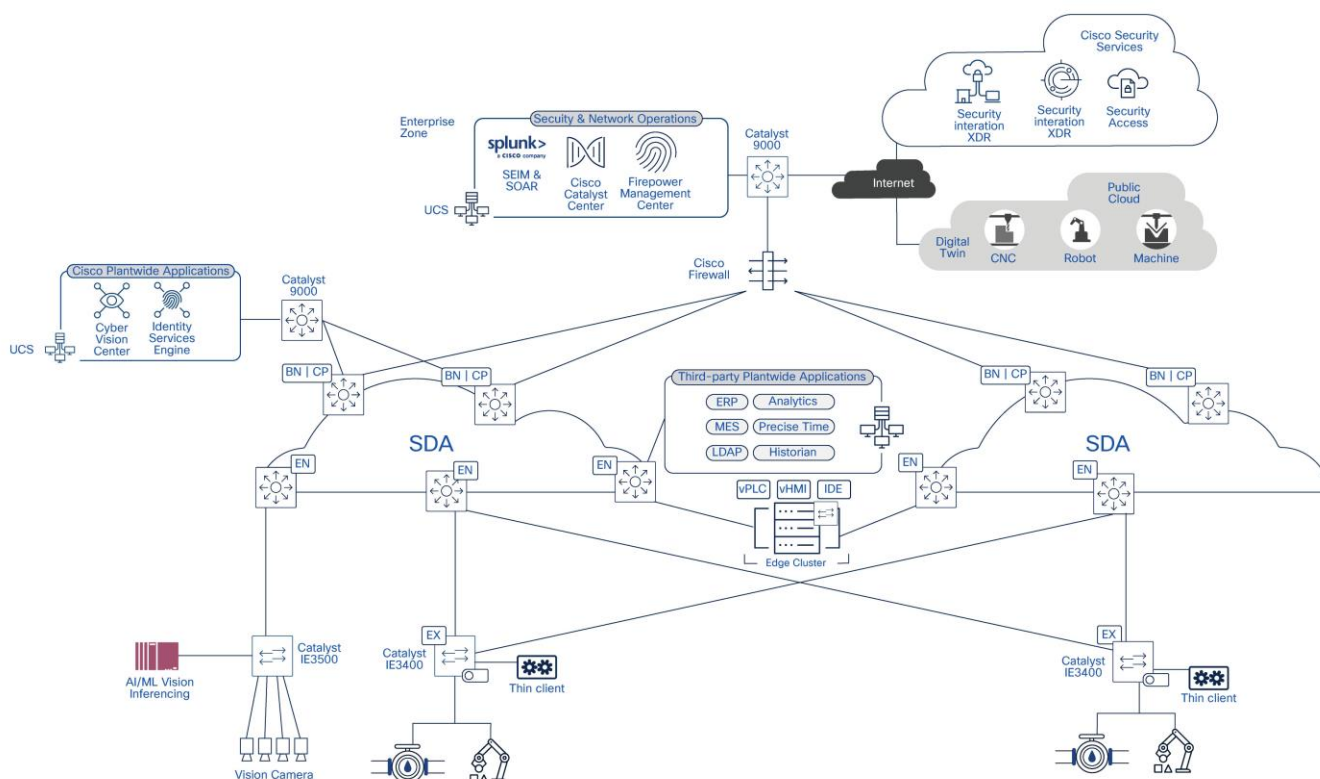 Cisco Security
Services
Security
interation
XDR
Security
interation
XDR
Security
Access
Enterprise
Zone
Secuity & Network Operations
splunk>
a CISCO company
SEIM &
SOAR
Cisco
Catalyst
Center
Firepower
Management
Center
UCS
Catalyst
9000
Internet
Public
Cloud
Digital
Twin
CNC
Robot
Machine
Cisco
Firewall
Cisco Plantwide Applications
Cyber
Vision
Center
Identity
Services
Engine
UCS
Catalyst
9000
BN | CP
BN | CP
BN | CP
BN | CP
Third-party Plantwide Applications
ERP
Analytics
MES
Precise Time
LDAP
Historian
SDA
SDA
EN
EN
EN
EN
EN
vPLC
vHMI
IDE
Edge Cluster
AI/ML Vision
Inferencing
Catalyst
IE3500
Vision Camera
EX
Catalyst
IE3400
Thin client
EX
Catalyst
IE3400
Thin client